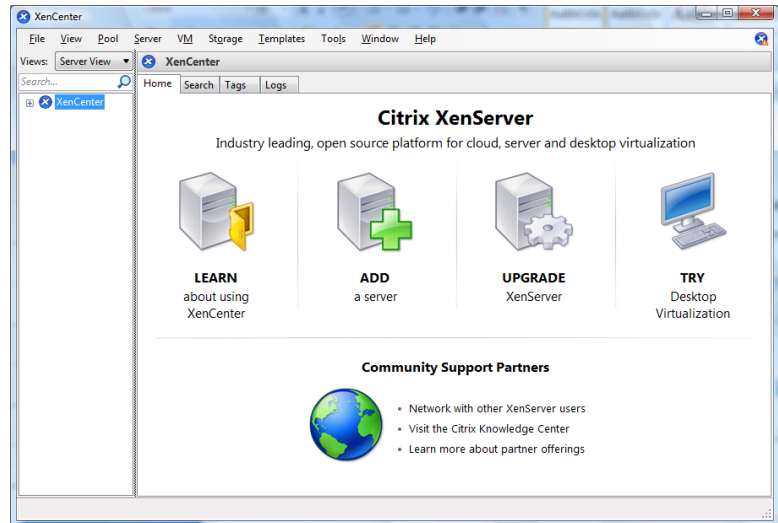 XenCenter
File View Pool Server VM Storage Templates Tools Window Help
Views: Server View
XenCenter
Search...
Home Search Tags Logs
XenCenter
Citrix XenServer
Industry leading, open source platform for cloud, server and desktop virtualization
LEARN
about using
XenCenter
ADD
a server
UPGRADE
XenServer
TRY
Desktop
Virtualization
Community Support Partners
Network with other XenServer users
Visit the Citrix Knowledge Center
Learn more about partner offerings